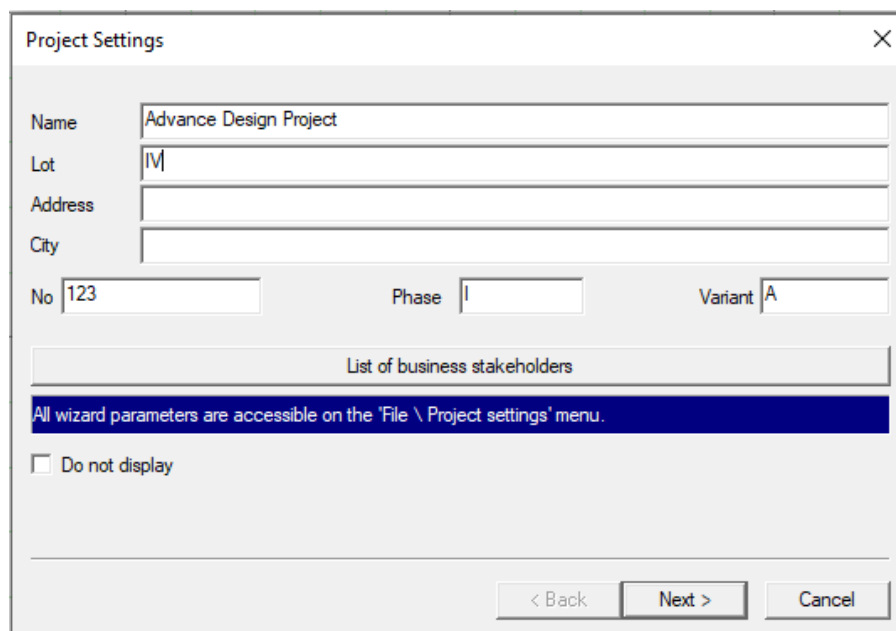 Project Settings
Name Advance Design Project
Lot IV
Address
City
No 123 Phase I Variant A
List of business stakeholders
All wizard parameters are accessible on the 'File \ Project settings' menu.
Do not display
< Back Next > Cancel